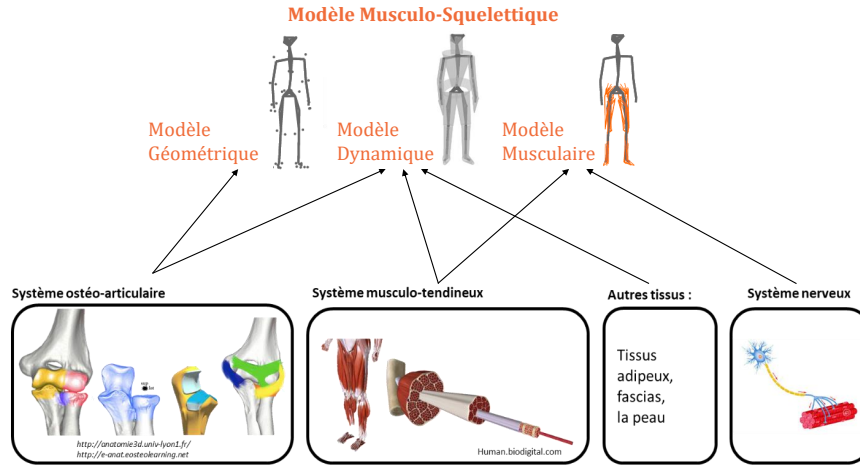 Modèle Musculo-Squelettique
Modèle
Géométrique
Modèle
Dynamique
Modèle
Musculaire
Système ostéo-articulaire
Système musculo-tendineux
Autres tissus :
Système nerveux
Tissus
adipeux,
fascias,
la peau
http://anatomie3d.univ-lyon1.fr/
http://e-anat.eosteolearning.net
Human.biodigital.com